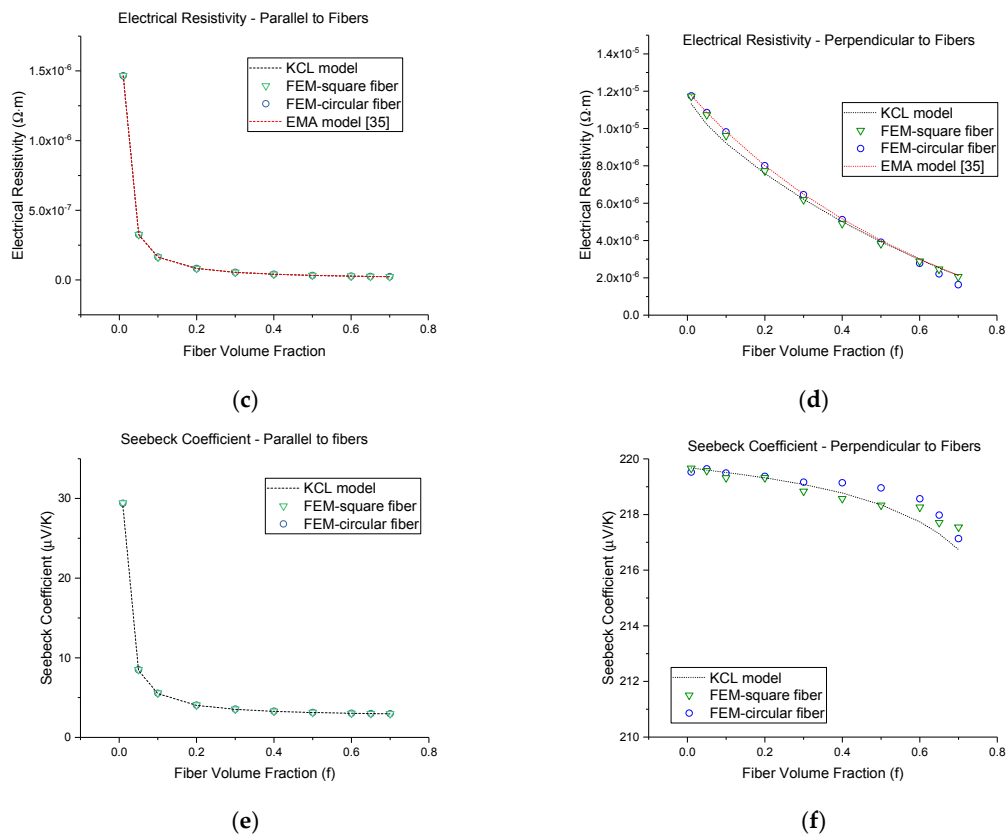 Electrical Resistivity - Parallel to Fibers
Electrical Resistivity (Ω·m)
1.5x10⁻⁶
1.0x10⁻⁶
5.0x10⁻⁷
0.0
KCL model
FEM-square fiber
FEM-circular fiber
EMA model [35]
0.0 0.2 0.4 0.6 0.8
Fiber Volume Fraction
(c)
Electrical Resistivity - Perpendicular to Fibers
Electrical Resistivity (Ω·m)
1.4x10⁻⁵
1.2x10⁻⁵
1.0x10⁻⁵
8.0x10⁻⁶
6.0x10⁻⁶
4.0x10⁻⁶
2.0x10⁻⁶
0.0
KCL model
FEM-square fiber
FEM-circular fiber
EMA model [35]
0.0 0.2 0.4 0.6 0.8
Fiber Volume Fraction (f)
(d)
Seebeck Coefficient - Parallel to fibers
Seebeck Coefficient (µV/K)
30
20
10
0
KCL model
FEM-square fiber
FEM-circular fiber
0.0 0.2 0.4 0.6 0.8
Fiber Volume Fraction (f)
(e)
Seebeck Coefficient - Perpendicular to Fibers
Seebeck Coefficient (µV/K)
220
218
216
214
212
210
KCL model
FEM-square fiber
FEM-circular fiber
0.0 0.2 0.4 0.6 0.8
Fiber Volume Fraction (f)
(f)